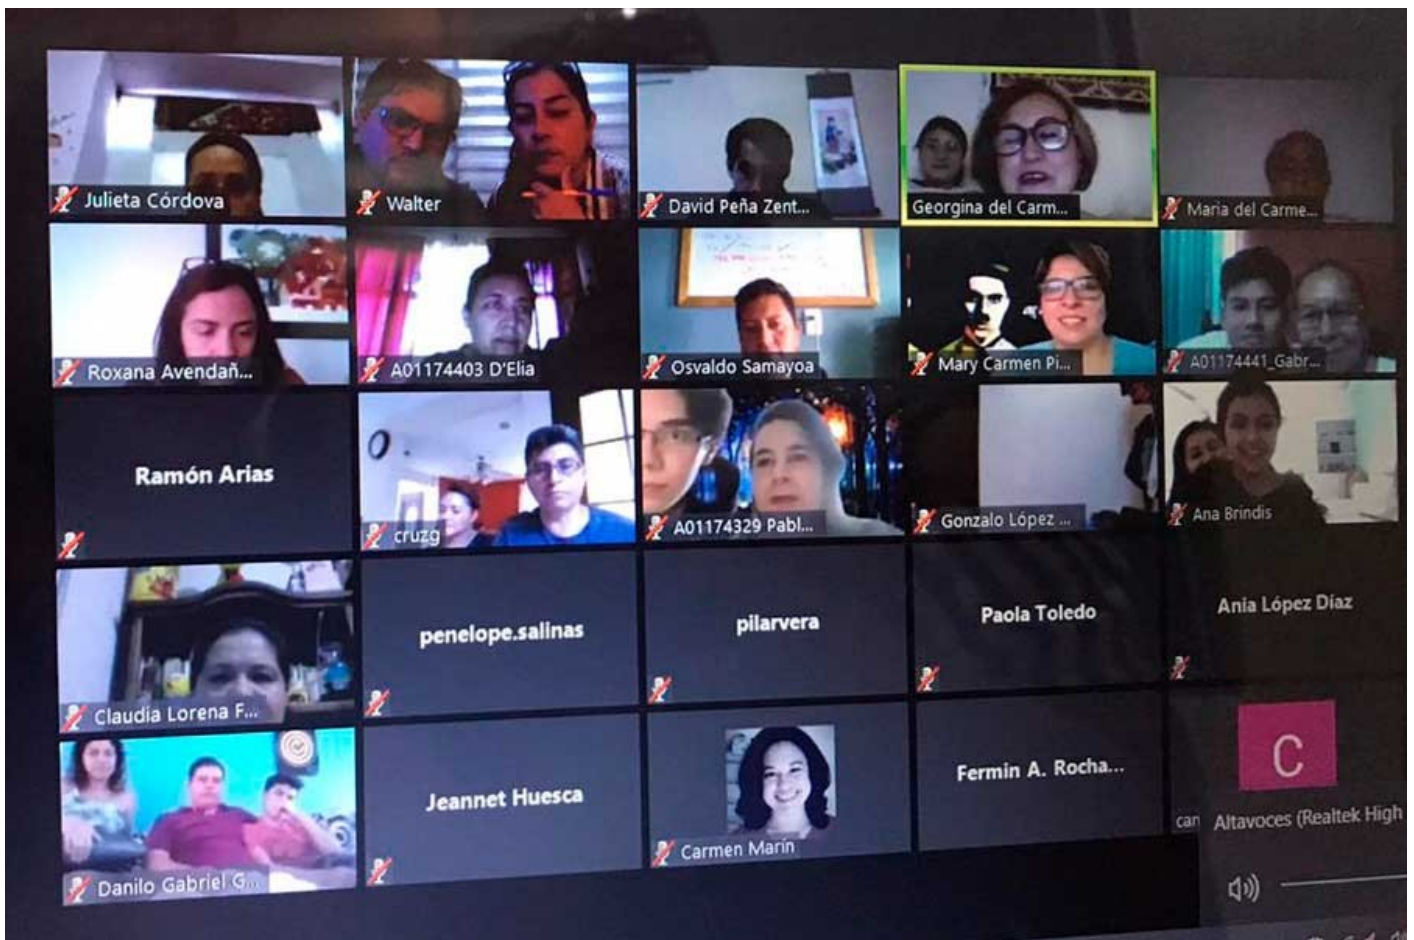 Julieta Córdova
Walter
David Peña Zent...
Georgina del Carm...
Maria del Carme...
Roxana Avendañ...
A01174403 D'Elia
Osvaldo Samayoa
Mary Carmen Pi...
A01174441_Gabr...
Ramón Arias
cruzg
A01174329 Pabl...
Gonzalo López ...
Ana Brindis
Claudia Lorena F...
penelope.salinas
pilarvera
Paola Toledo
Ania López Díaz
Danilo Gabriel G...
Jeannet Huesca
Carmen Marín
Fermin A. Rocha...
C
can
Altavoces (Realtek High